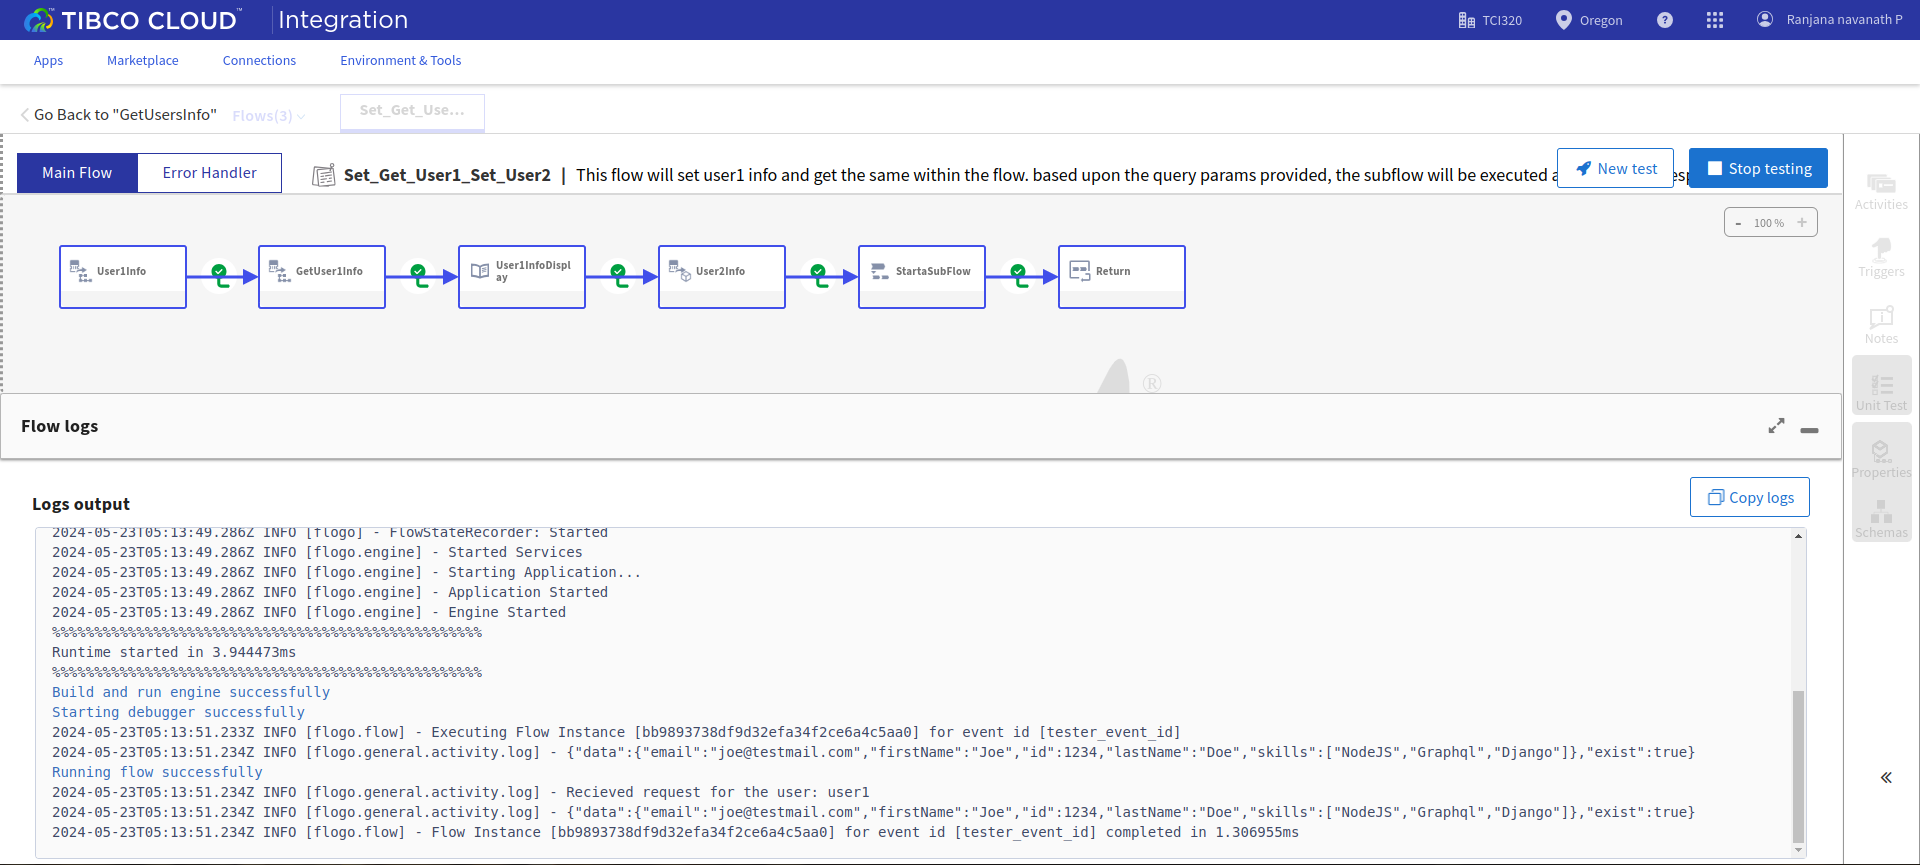 TIBCO CLOUD™ Integration
TCI320
Oregon
?
Ranjana navanath P
Apps
Marketplace
Connections
Environment & Tools
Go Back to "GetUsersInfo"
Flows(3)
Set_Get_Use...
Main Flow
Error Handler
Set_Get_User1_Set_User2 | This flow will set user1 info and get the same within the flow. based upon the query params provided, the subflow will be executed
New test
Stop testing
- 100 % +
User1Info
GetUser1Info
User1InfoDispl
ay
User2Info
StartaSubFlow
Return
®
Activities
Triggers
Notes
Unit Test
Properties
Schemas
Flow logs
Logs output
Copy logs
2024-05-23T05:13:49.286Z INFO [flogo] - FlowStateRecorder: Started
2024-05-23T05:13:49.286Z INFO [flogo.engine] - Started Services
2024-05-23T05:13:49.286Z INFO [flogo.engine] - Starting Application...
2024-05-23T05:13:49.286Z INFO [flogo.engine] - Application Started
2024-05-23T05:13:49.286Z INFO [flogo.engine] - Engine Started
%%%%%%%%%%%%%%%%%%%%%%%%%%%%%%%%%%%%%%%%%%%%%%%%%%%
Runtime started in 3.944473ms
%%%%%%%%%%%%%%%%%%%%%%%%%%%%%%%%%%%%%%%%%%%%%%%%%%%
Build and run engine successfully
Starting debugger successfully
2024-05-23T05:13:51.233Z INFO [flogo.flow] - Executing Flow Instance [bb9893738df9d32efa34f2ce6a4c5aa0] for event id [tester_event_id]
2024-05-23T05:13:51.234Z INFO [flogo.general.activity.log] - {"data":{"email":"joe@testmail.com","firstName":"Joe","id":1234,"lastName":"Doe","skills":["NodeJS","Graphql","Django"]},"exist":true}
Running flow successfully
2024-05-23T05:13:51.234Z INFO [flogo.general.activity.log] - Recieved request for the user: user1
2024-05-23T05:13:51.234Z INFO [flogo.general.activity.log] - {"data":{"email":"joe@testmail.com","firstName":"Joe","id":1234,"lastName":"Doe","skills":["NodeJS","Graphql","Django"]},"exist":true}
2024-05-23T05:13:51.234Z INFO [flogo.flow] - Flow Instance [bb9893738df9d32efa34f2ce6a4c5aa0] for event id [tester_event_id] completed in 1.306955ms